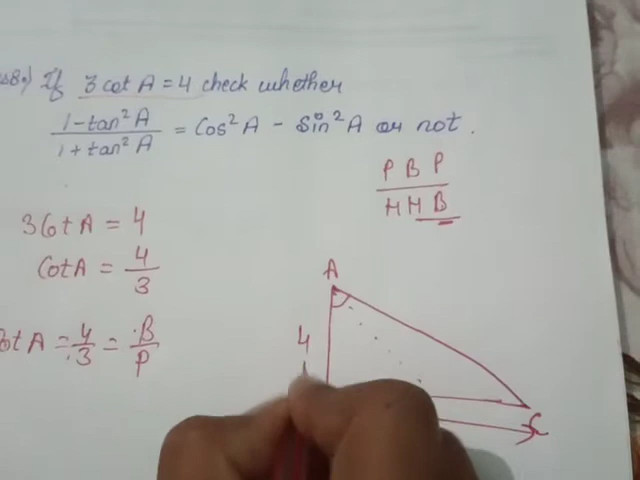 If 3 cot A = 4 check whether
1 - tan² A / 1 + tan² A = Cos² A - Sin² A or not.
P B P
H H B
3 Cot A = 4
Cot A = 4/3
Cot A = 4/3 = B/P
A
4
C